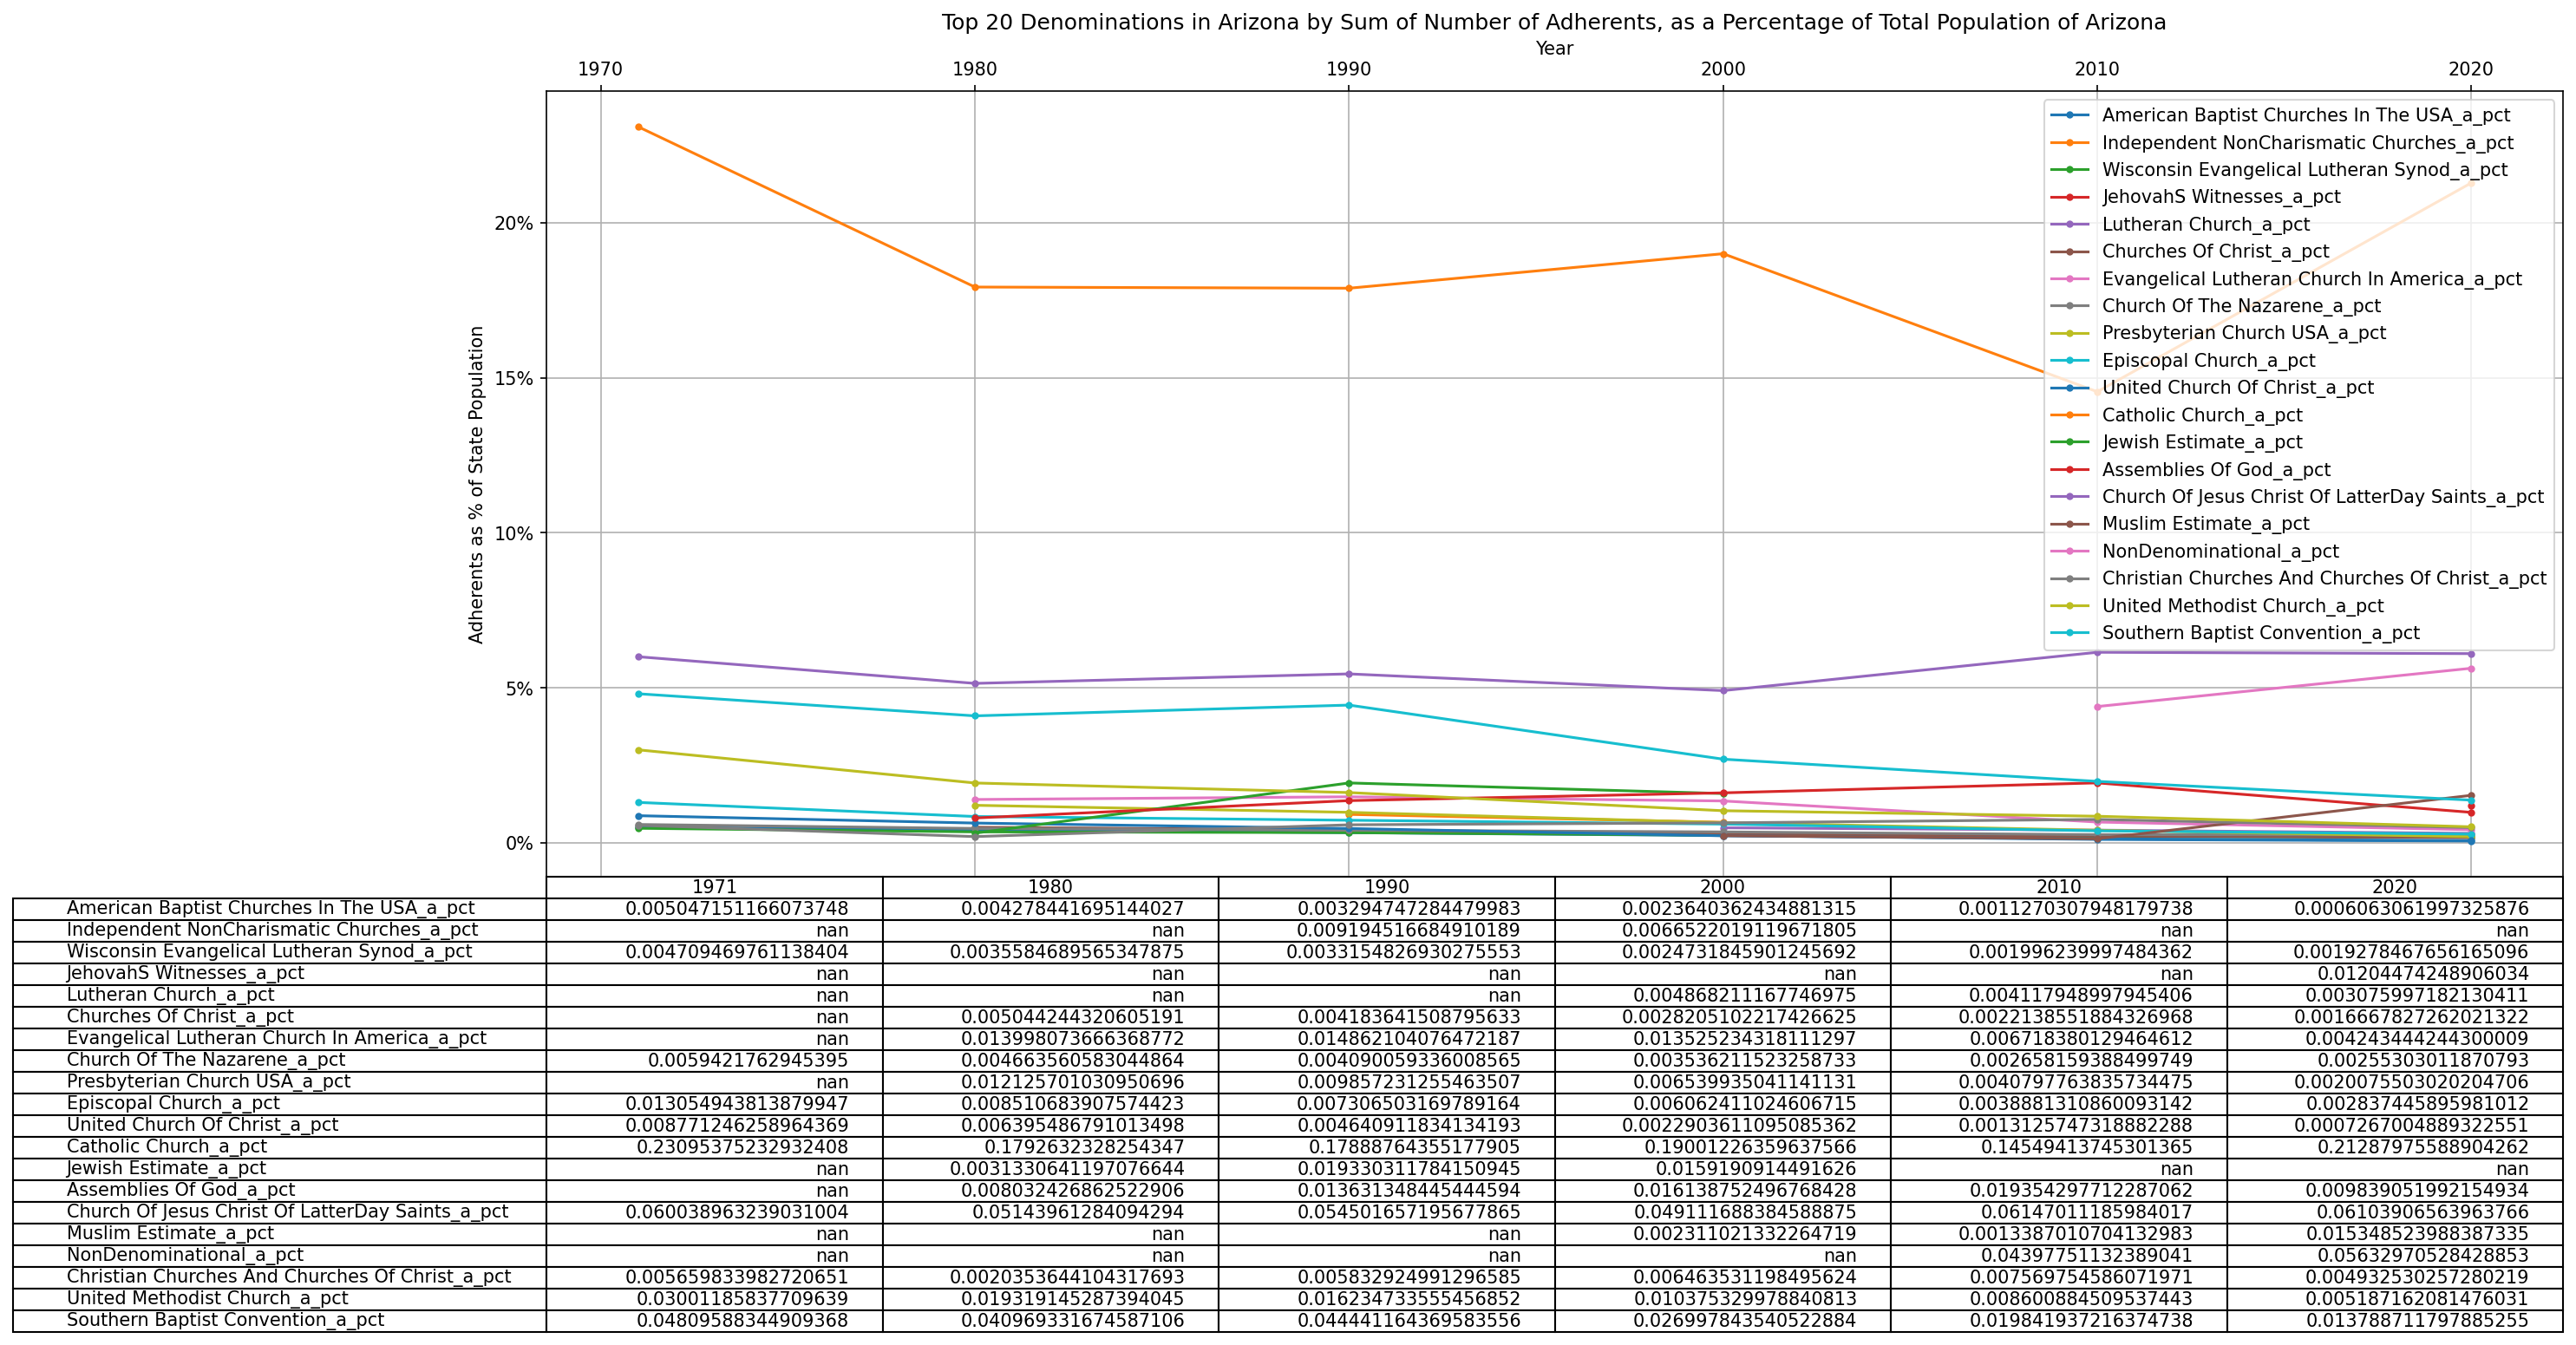 Top 20 Denominations in Arizona by Sum of Number of Adherents, as a Percentage of Total Population of Arizona
Year
1970 1980 1990 2000 2010 2020
Adherents as % of State Population
20%
15%
10%
5%
0%
American Baptist Churches In The USA_a_pct
Independent NonCharismatic Churches_a_pct
Wisconsin Evangelical Lutheran Synod_a_pct
JehovahS Witnesses_a_pct
Lutheran Church_a_pct
Churches Of Christ_a_pct
Evangelical Lutheran Church In America_a_pct
Church Of The Nazarene_a_pct
Presbyterian Church USA_a_pct
Episcopal Church_a_pct
United Church Of Christ_a_pct
Catholic Church_a_pct
Jewish Estimate_a_pct
Assemblies Of God_a_pct
Church Of Jesus Christ Of LatterDay Saints_a_pct
Muslim Estimate_a_pct
NonDenominational_a_pct
Christian Churches And Churches Of Christ_a_pct
United Methodist Church_a_pct
Southern Baptist Convention_a_pct
1971 1980 1990 2000 2010 2020
American Baptist Churches In The USA_a_pct 0.005047151166073748 0.004278441695144027 0.003294747284479983 0.0023640362434881315 0.0011270307948179738 0.0006063061997325876
Independent NonCharismatic Churches_a_pct nan nan 0.009194516684910189 0.0066522019119671805 nan nan
Wisconsin Evangelical Lutheran Synod_a_pct 0.004709469761138404 0.0035584689565347875 0.0033154826930275553 0.0024731845901245692 0.001996239997484362 0.0019278467656165096
JehovahS Witnesses_a_pct nan nan nan nan nan 0.01204474248906034
Lutheran Church_a_pct nan nan nan 0.004868211167746975 0.004117948997945406 0.003075997182130411
Churches Of Christ_a_pct nan 0.005044244320605191 0.004183641508795633 0.0028205102217426625 0.0022138551884326968 0.0016667827262021322
Evangelical Lutheran Church In America_a_pct nan 0.013998073666368772 0.014862104076472187 0.013525234318111297 0.006718380129464612 0.004243444244300009
Church Of The Nazarene_a_pct 0.00594217629453​95 0.004663560583044864 0.004090059336008565 0.003536211523258733 0.002658159388499749 0.00255303011870793
Presbyterian Church USA_a_pct nan 0.012125701030950696 0.009857231255463507 0.006539935041141131 0.0040797763835734475 0.0020075503020204706
Episcopal Church_a_pct 0.013054943813879947 0.008510683907574423 0.007306503169789164 0.006062411024606715 0.0038881310860093142 0.002837445895981012
United Church Of Christ_a_pct 0.008771246258964369 0.006395486791013498 0.004640911834134193 0.0022903611095085362 0.0013125747318882288 0.0007267004889322551
Catholic Church_a_pct 0.23095375232932408 0.1792632328254347 0.17888764355177905 0.19001226359637566 0.14549413745301365 0.21287975588904262
Jewish Estimate_a_pct nan 0.0031330641197076644 0.019330311784150945 0.0159190914491626 nan nan
Assemblies Of God_a_pct nan 0.008032426862522906 0.013631348445444594 0.016138752496768428 0.019354297712287062 0.009839051992154934
Church Of Jesus Christ Of LatterDay Saints_a_pct 0.060038963239031004 0.05143961284094294 0.054501657195677865 0.049111688384588875 0.06147011185984017 0.06103906563963766
Muslim Estimate_a_pct nan nan nan 0.002311021332264719 0.0013387010704132983 0.015348523988387335
NonDenominational_a_pct nan nan nan nan 0.04397751132389041 0.05632970528428853
Christian Churches And Churches Of Christ_a_pct 0.005659833982720651 0.0020353644104317693 0.005832924991296585 0.006463531198495624 0.007569754586071971 0.004932530257280219
United Methodist Church_a_pct 0.03001185837709639 0.019319145287394045 0.016234733555456852 0.010375329978840813 0.008600884509537443 0.005187162081476031
Southern Baptist Convention_a_pct 0.04809588344909368 0.040969331674587106 0.044441164369583556 0.026997843540522884 0.019841937216374738 0.013788711797885255